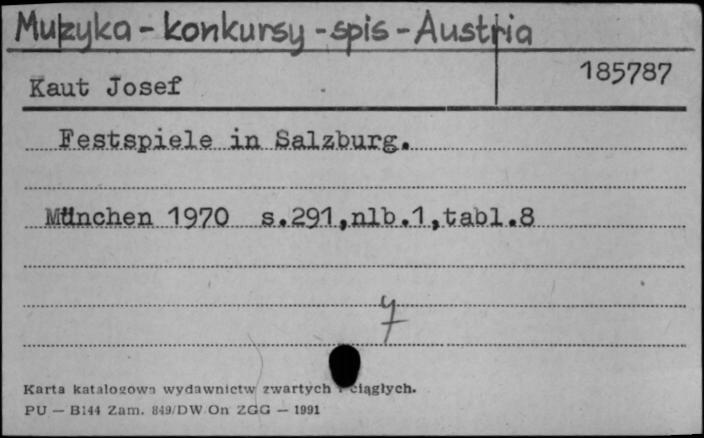 Muzyka - konkursy - spis - Austria
Kaut Josef
185787
Festspiele in Salzburg.
München 1970 s.291,nlb.1,tabl.8
Karta katalogowa wydawnictw zwartych i ciągłych.
PU — B144 Zam. 849/DW/On ZGG — 1991